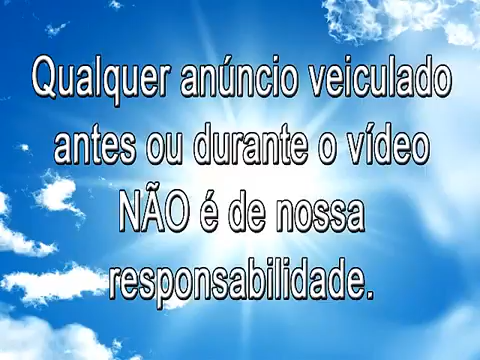 Qualquer anúncio veiculado
antes ou durante o vídeo
NÃO é de nossa
responsabilidade.